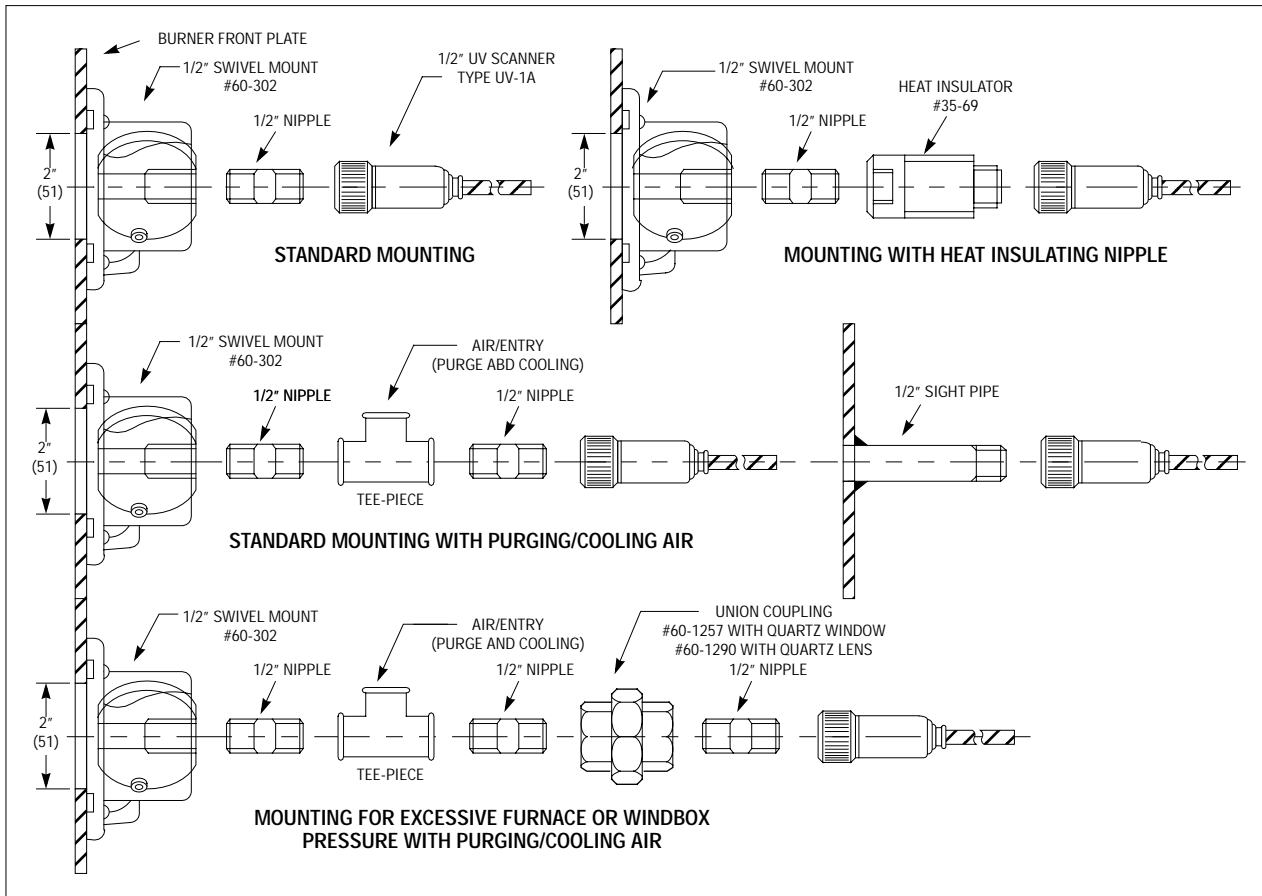 BURNER FRONT PLATE
1/2" SWIVEL MOUNT
#60-302
1/2" NIPPLE
1/2" UV SCANNER
TYPE UV-1A
2"
(51)
STANDARD MOUNTING
1/2" SWIVEL MOUNT
#60-302
1/2" NIPPLE
HEAT INSULATOR
#35-69
2"
(51)
MOUNTING WITH HEAT INSULATING NIPPLE
1/2" SWIVEL MOUNT
#60-302
1/2" NIPPLE
AIR/ENTRY
(PURGE ABD COOLING)
1/2" NIPPLE
2"
(51)
TEE-PIECE
STANDARD MOUNTING WITH PURGING/COOLING AIR
1/2" SIGHT PIPE
1/2" SWIVEL MOUNT
#60-302
1/2" NIPPLE
AIR/ENTRY
(PURGE AND COOLING)
1/2" NIPPLE
UNION COUPLING
#60-1257 WITH QUARTZ WINDOW
#60-1290 WITH QUARTZ LENS
1/2" NIPPLE
2"
(51)
TEE-PIECE
MOUNTING FOR EXCESSIVE FURNACE OR WINDBOX
PRESSURE WITH PURGING/COOLING AIR